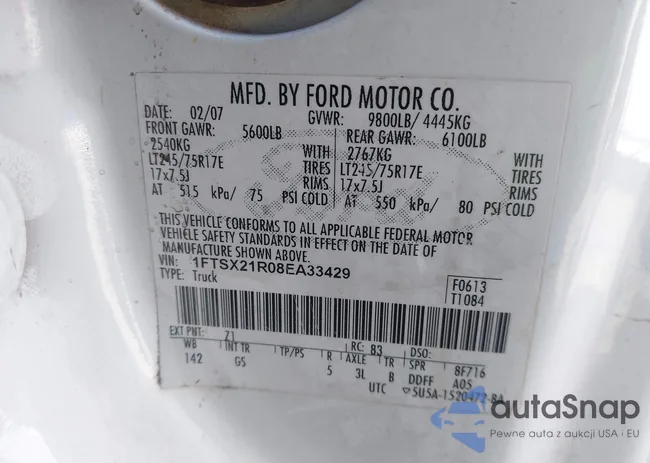 MFD. BY FORD MOTOR CO.
DATE: 02/07 GVWR: 9800LB/ 4445KG
FRONT GAWR: 5600LB REAR GAWR: 6100LB
2540KG WITH 2767KG WITH
LT245/75R17E TIRES LT245/75R17E TIRES
17x7.5J RIMS 17x7.5J RIMS
AT 515 kPa/ 75 PSI COLD AT 550 kPa/ 80 PSI COLD
THIS VEHICLE CONFORMS TO ALL APPLICABLE FEDERAL MOTOR
VEHICLE SAFETY STANDARDS IN EFFECT ON THE DATE OF
MANUFACTURE SHOWN ABOVE.
VIN: 1FTSX21R08EA33429
TYPE: Truck
F0613
T1084
EXT PNT: Z1 RC: 83 DSO:
WB INT TR TP/PS R AXLE TR SPR 8F716
142 GS 5 3L B DDFF A05
UTC 5U5A-1520472-BA
autaSnap
Pewne auta z aukcji USA i EU